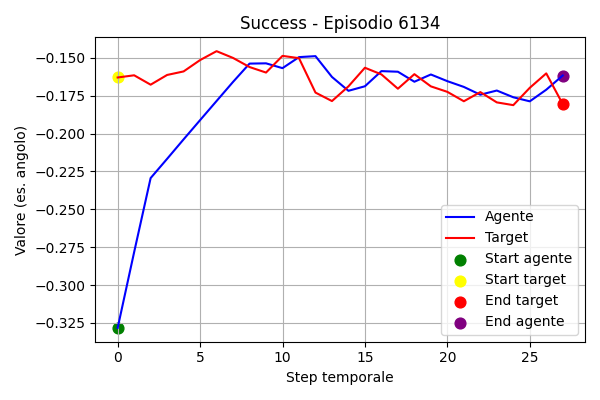 Success - Episodio 6134
Valore (es. angolo)
−0.150
−0.175
−0.200
−0.225
−0.250
−0.275
−0.300
−0.325
Agente
Target
Start agente
Start target
End target
End agente
0 5 10 15 20 25
Step temporale